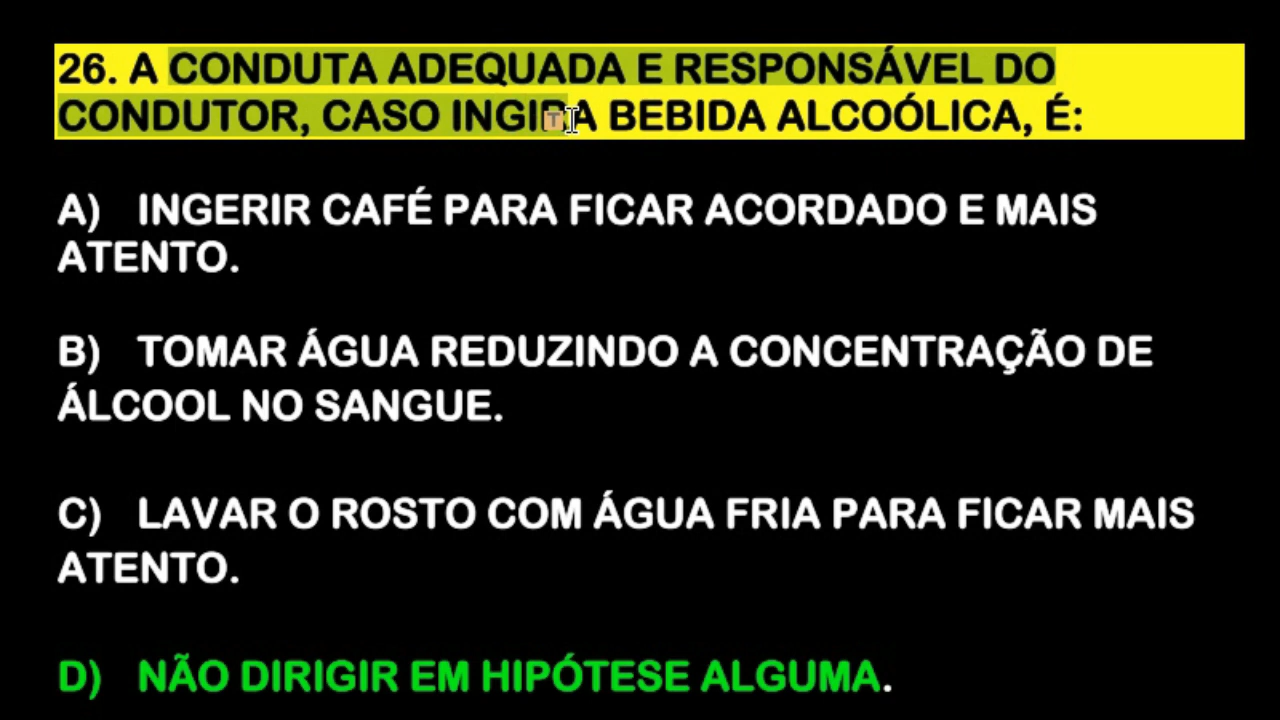 26. A CONDUTA ADEQUADA E RESPONSÁVEL DO
CONDUTOR, CASO INGIRA BEBIDA ALCOÓLICA, É:
A) INGERIR CAFÉ PARA FICAR ACORDADO E MAIS
ATENTO.
B) TOMAR ÁGUA REDUZINDO A CONCENTRAÇÃO DE
ÁLCOOL NO SANGUE.
C) LAVAR O ROSTO COM ÁGUA FRIA PARA FICAR MAIS
ATENTO.
D) NÃO DIRIGIR EM HIPÓTESE ALGUMA.